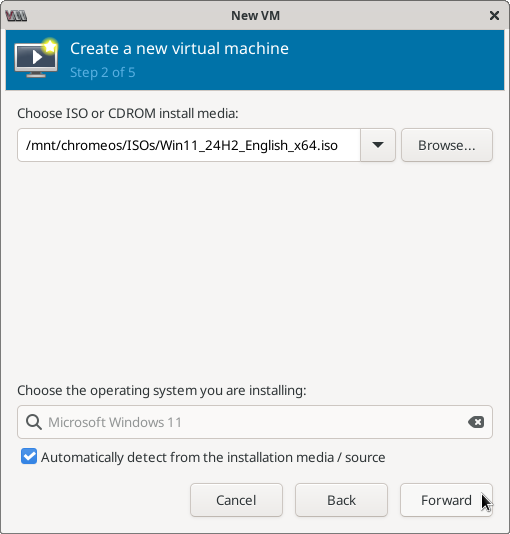 New VM
Create a new virtual machine
Step 2 of 5
Choose ISO or CDROM install media:
/mnt/chromeos/ISOs/Win11_24H2_English_x64.iso
Browse...
Choose the operating system you are installing:
Microsoft Windows 11
Automatically detect from the installation media / source
Cancel
Back
Forward